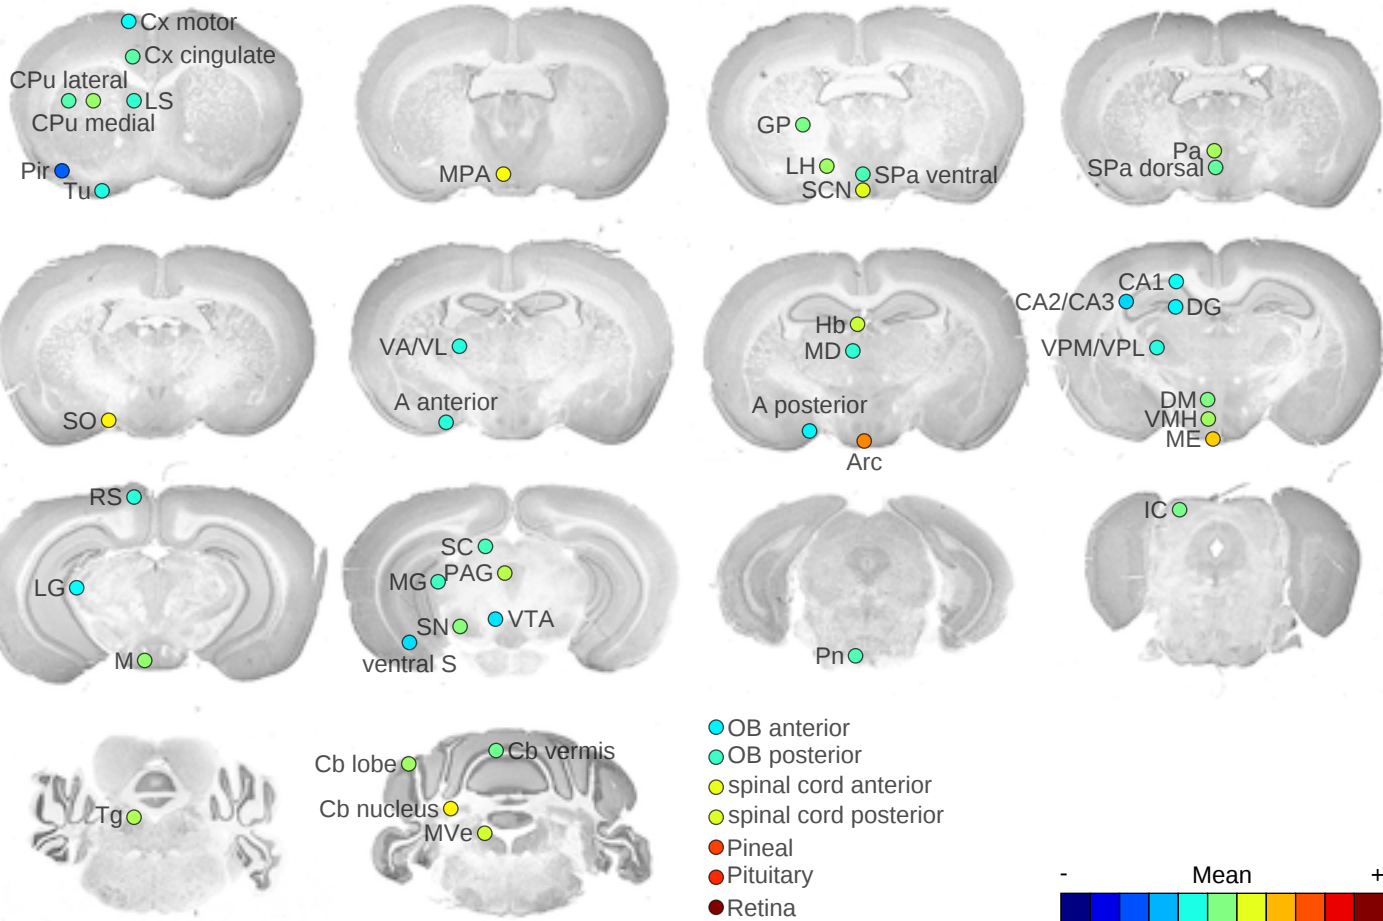 Cx motor
Cx cingulate
CPu lateral
LS
CPu medial
Pir
Tu
MPA
GP
LH
SPa ventral
SCN
Pa
SPa dorsal
SO
VA/VL
A anterior
Hb
MD
A posterior
Arc
CA1
CA2/CA3
DG
VPM/VPL
DM
VMH
ME
RS
LG
M
SC
MG
PAG
SN
VTA
ventral S
Pn
IC
Tg
Cb lobe
Cb vermis
Cb nucleus
MVe
OB anterior
OB posterior
spinal cord anterior
spinal cord posterior
Pineal
Pituitary
Retina
- Mean +